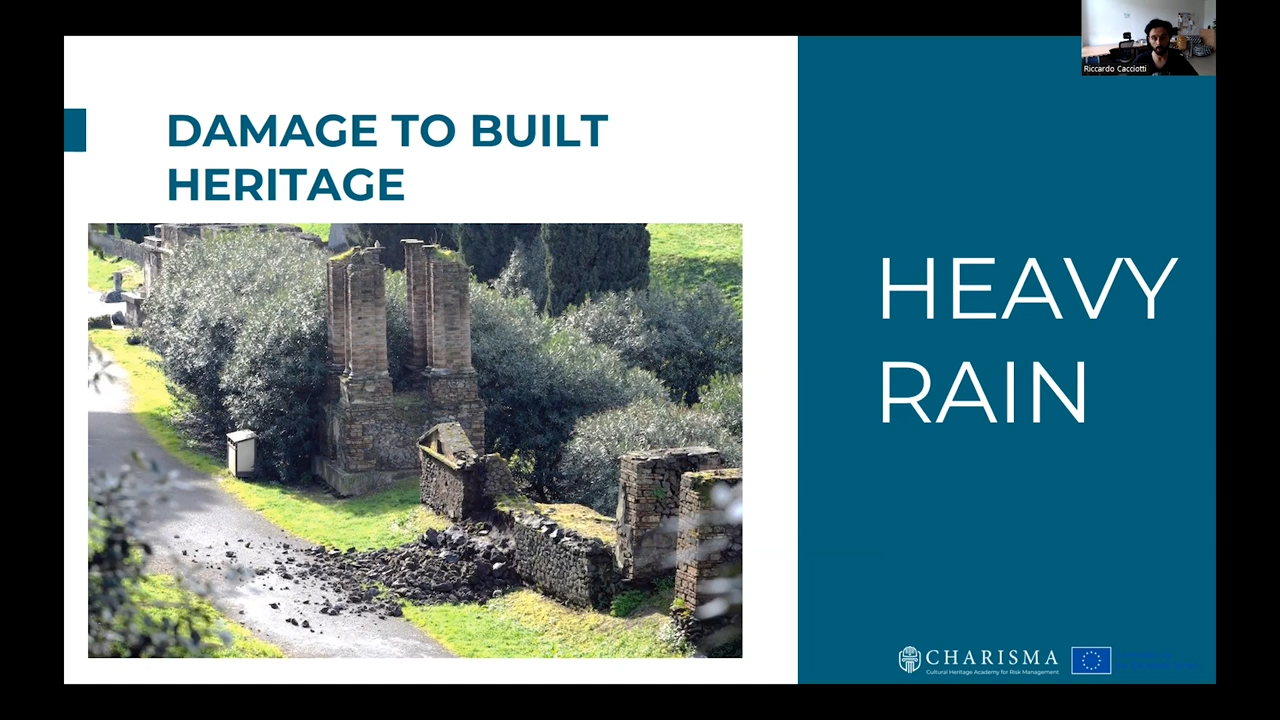 Riccardo Cacciotti
DAMAGE TO BUILT
HERITAGE
HEAVY
RAIN
CHARISMA
Cultural Heritage Academy for Risk Management